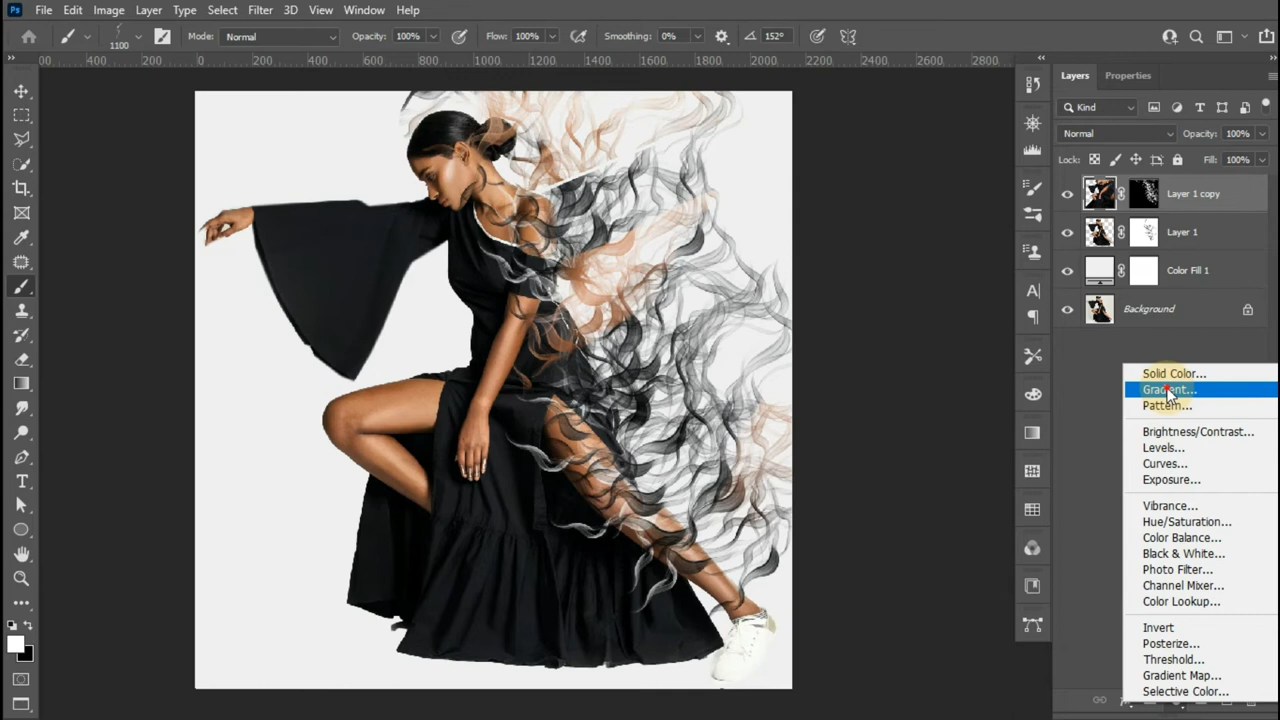 Ps File Edit Image Layer Type Select Filter 3D View Window Help
1100 Mode: Normal Opacity: 100% Flow: 100% Smoothing: 0% 152°
00 400 200 0 200 400 600 800 1000 1200 1400 1600 1800 2000 2200 2400 2600 2800
Layers Properties
Kind
Normal Opacity: 100%
Lock: Fill: 100%
Layer 1 copy
Layer 1
Color Fill 1
Background
Solid Color...
Gradient...
Pattern...
Brightness/Contrast...
Levels...
Curves...
Exposure...
Vibrance...
Hue/Saturation...
Color Balance...
Black & White...
Photo Filter...
Channel Mixer...
Color Lookup...
Invert
Posterize...
Threshold...
Gradient Map...
Selective Color...